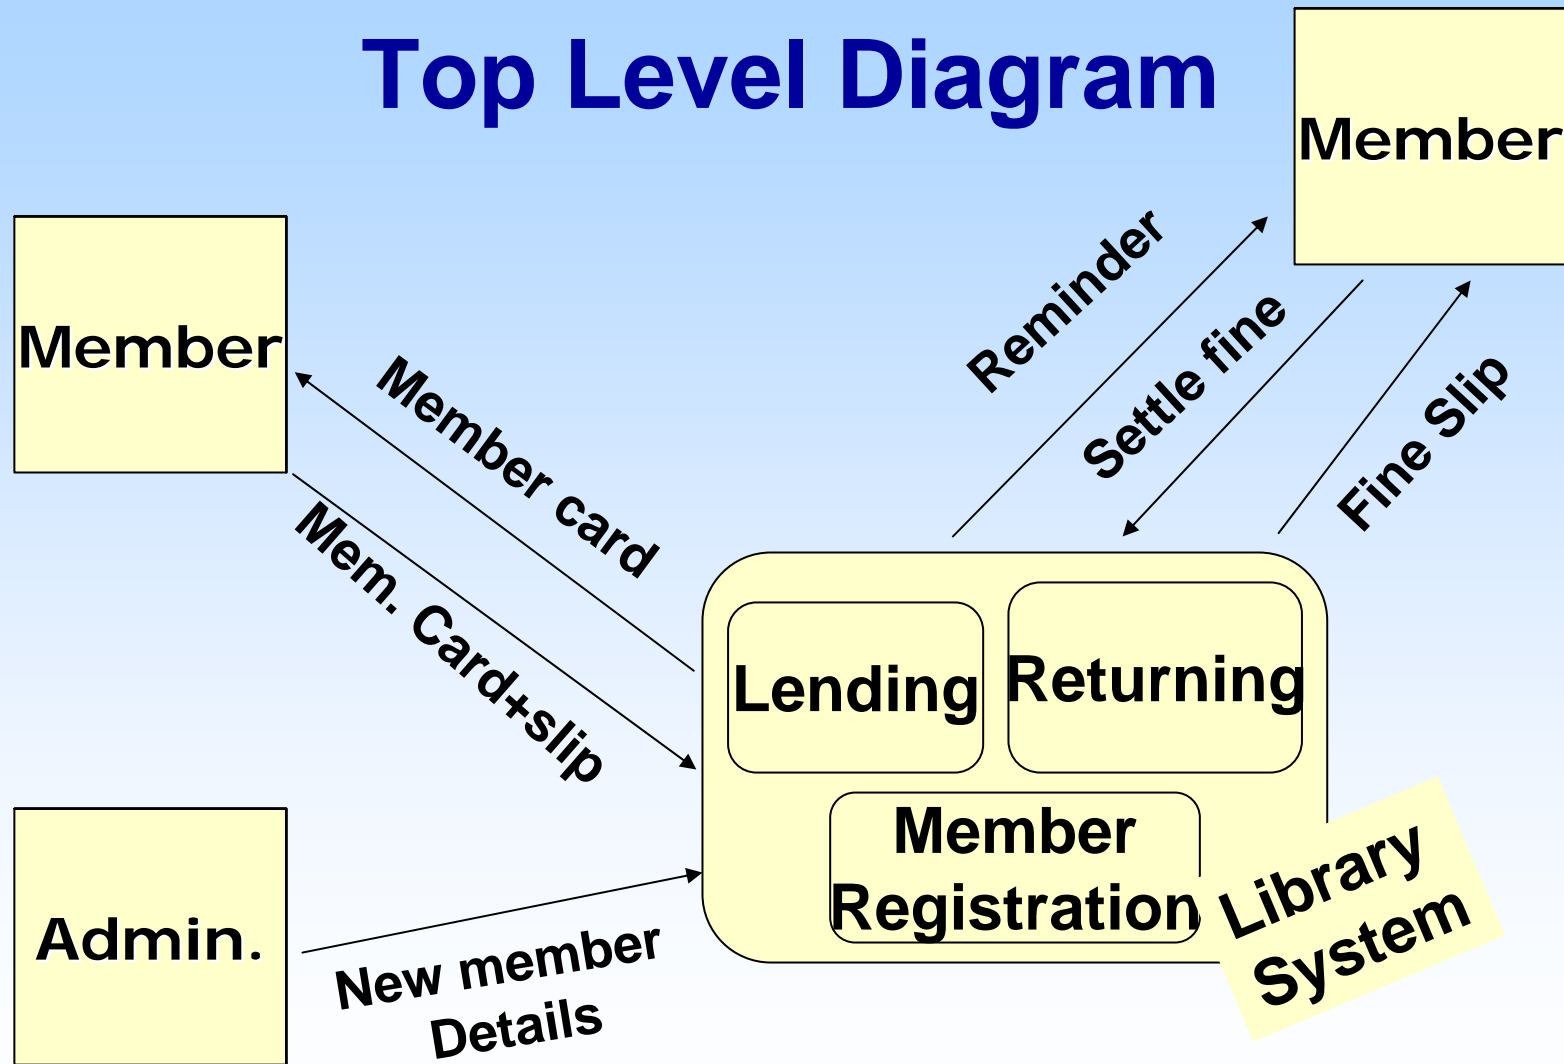 Top Level Diagram
Member
Member
Reminder
Settle fine
Fine Slip
Member card
Mem. Card+slip
Lending
Returning
Member
Registration
Library
System
Admin.
New member
Details